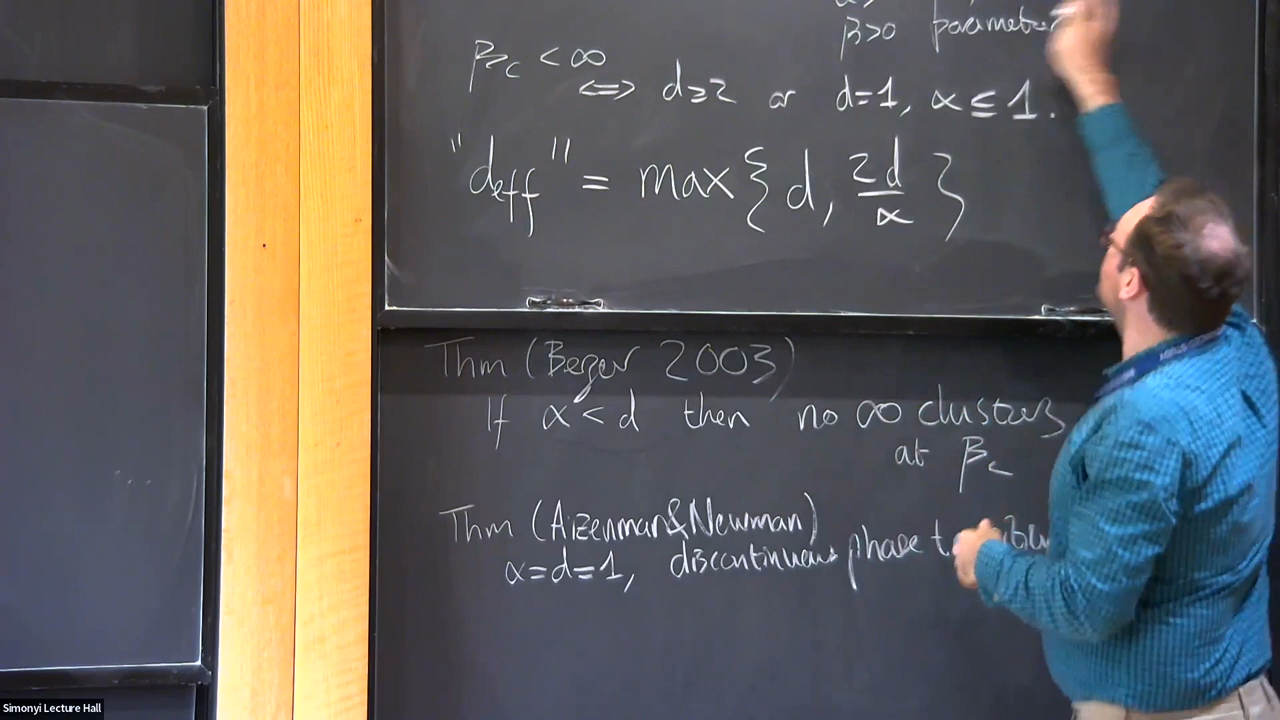 β>0 parameter
β_c < ∞
⇔ d≥2 or d=1, α ≤ 1.
"d_eff" = max{ d, 2d/α }
Thm (Berger 2003)
If α < d then no ∞ clusters
at β_c
Thm (Aizenman & Newman)
α=d=1, discontinuous phase
Simonyi Lecture Hall